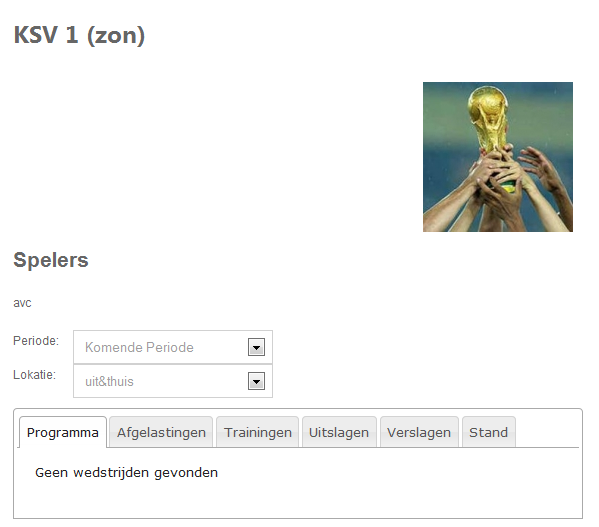 KSV 1 (zon)
Spelers
avc
Periode: Komende Periode
Lokatie: uit&thuis
Programma Afgelastingen Trainingen Uitslagen Verslagen Stand
Geen wedstrijden gevonden